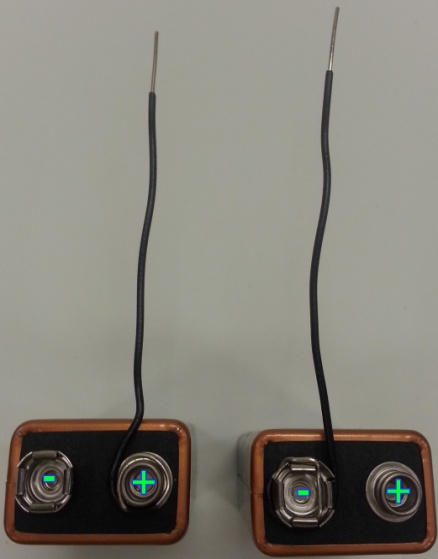 - + - +